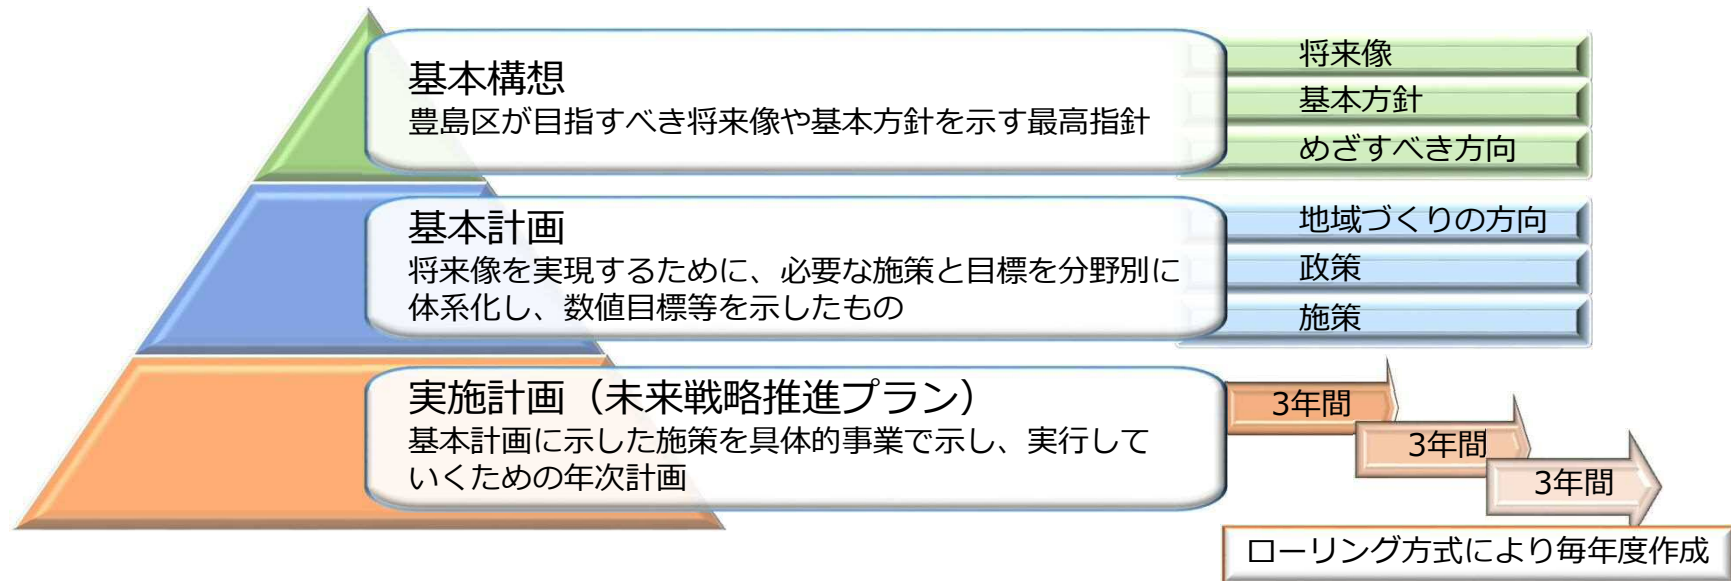 基本構想
豊島区が目指すべき将来像や基本方針を示す最高指針
将来像
基本方針
めざすべき方向
基本計画
将来像を実現するために、必要な施策と目標を分野別に
体系化し、数値目標等を示したもの
地域づくりの方向
政策
施策
実施計画（未来戦略推進プラン）
基本計画に示した施策を具体的事業で示し、実行して
いくための年次計画
3年間
3年間
3年間
ローリング方式により毎年度作成